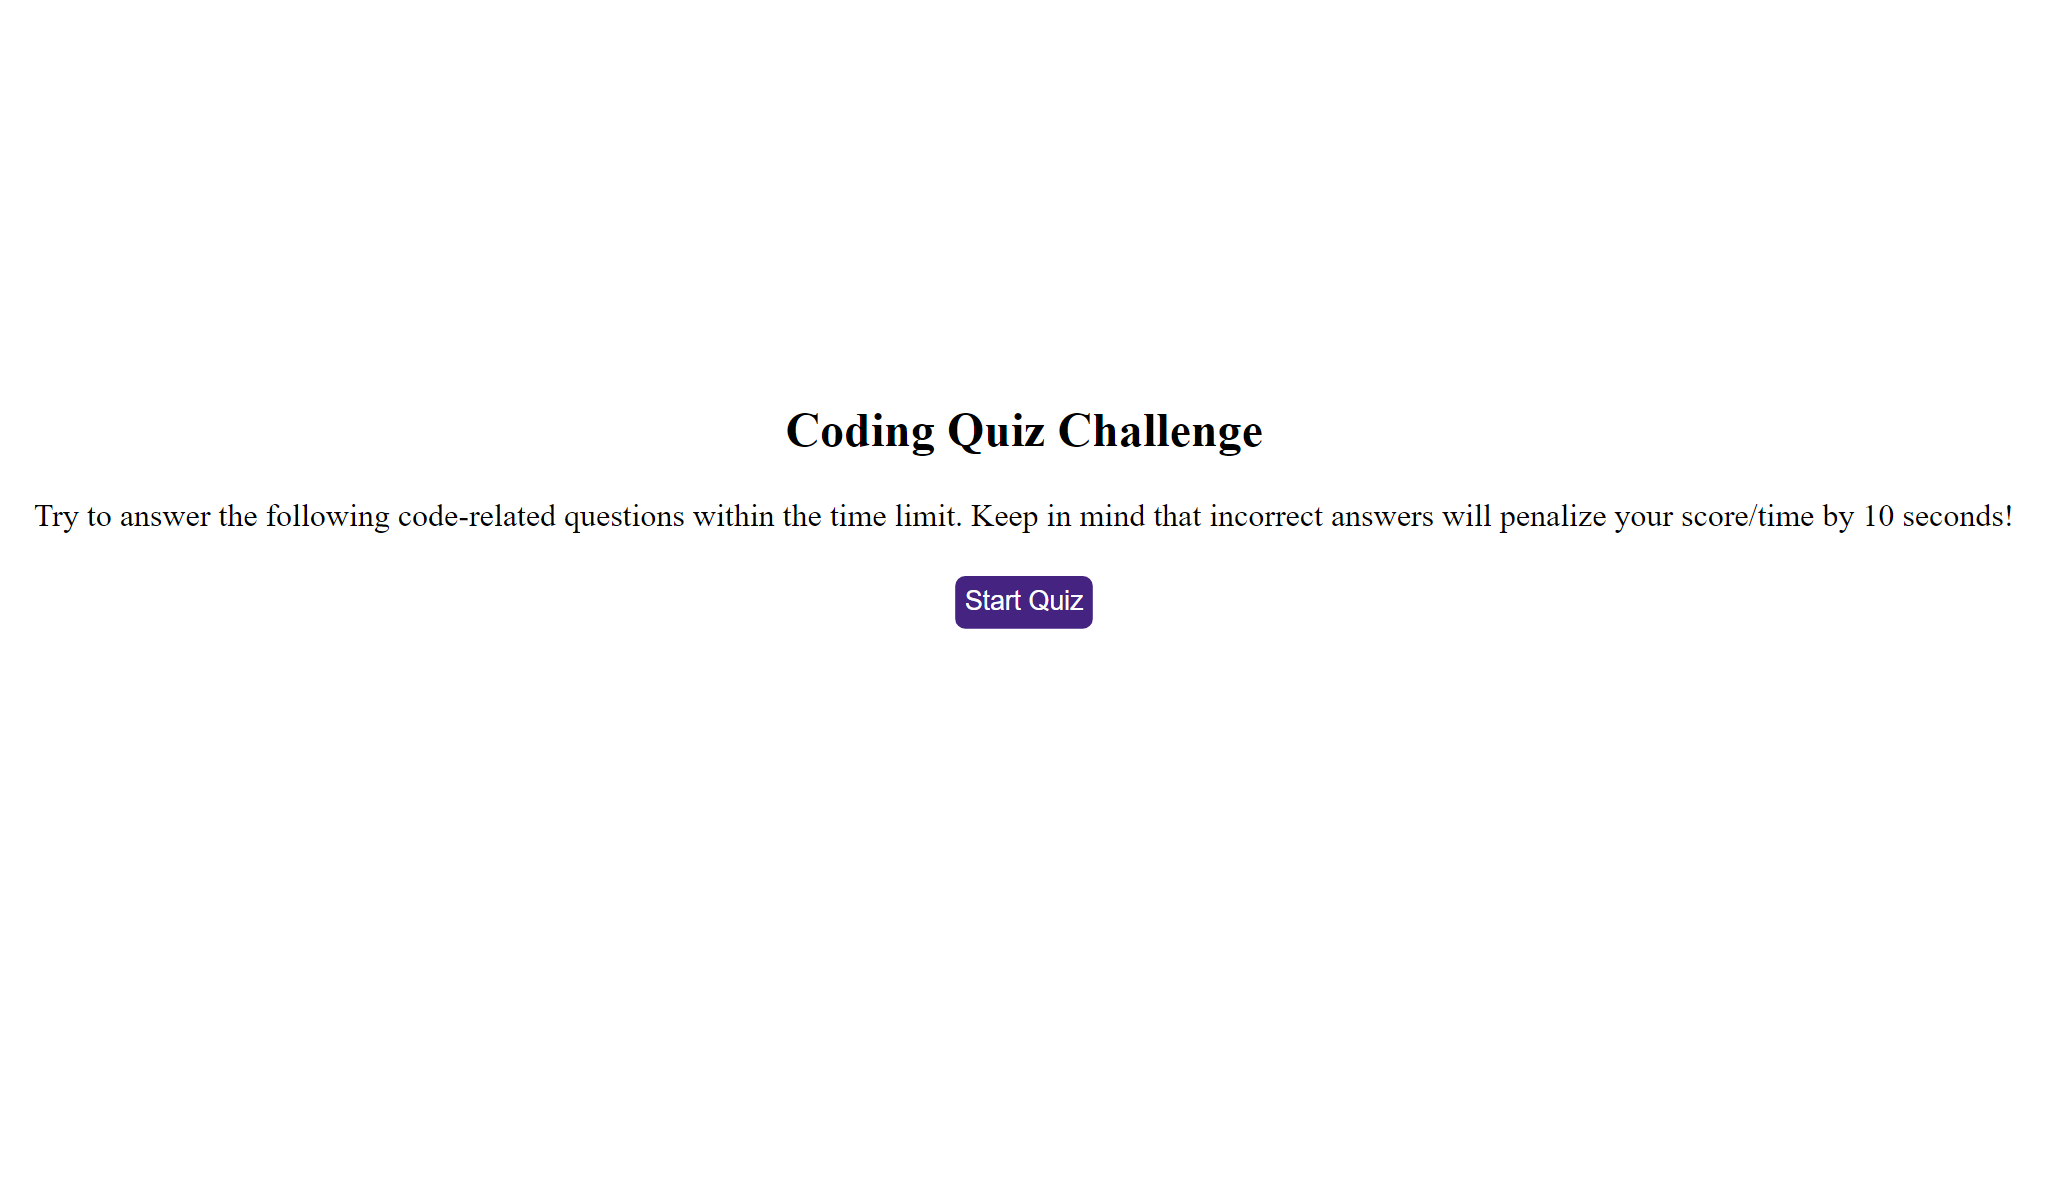 Coding Quiz Challenge
Try to answer the following code-related questions within the time limit. Keep in mind that incorrect answers will penalize your score/time by 10 seconds!
Start Quiz